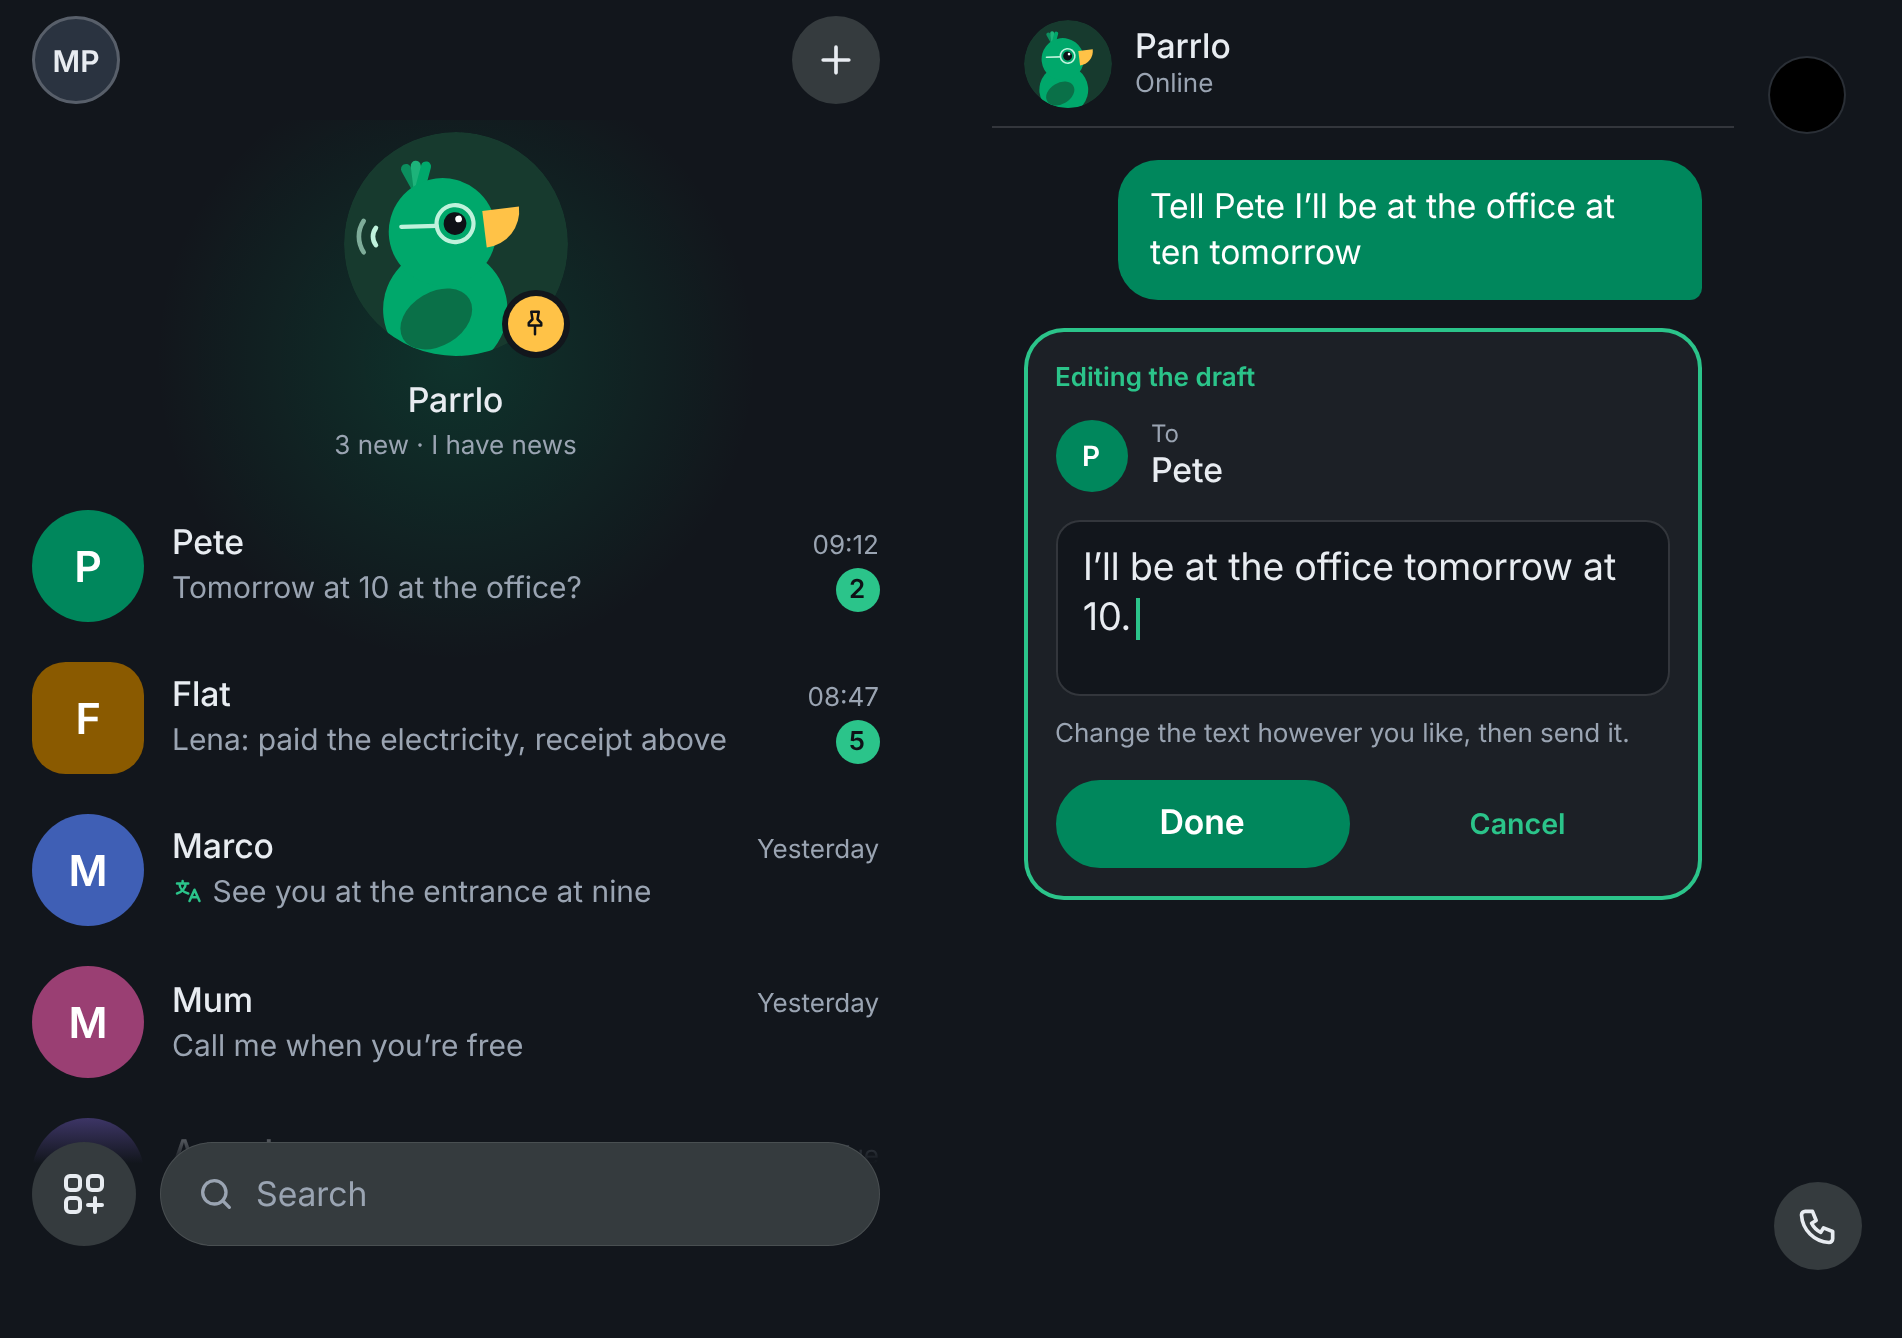 MP
Parrlo
3 new · I have news
P
Pete
09:12
Tomorrow at 10 at the office?
2
F
Flat
08:47
Lena: paid the electricity, receipt above
5
M
Marco
Yesterday
See you at the entrance at nine
M
Mum
Yesterday
Call me when you’re free
Search
Parrlo
Online
Tell Pete I’ll be at the office at
ten tomorrow
Editing the draft
P
To
Pete
I’ll be at the office tomorrow at
10.
Change the text however you like, then send it.
Done
Cancel